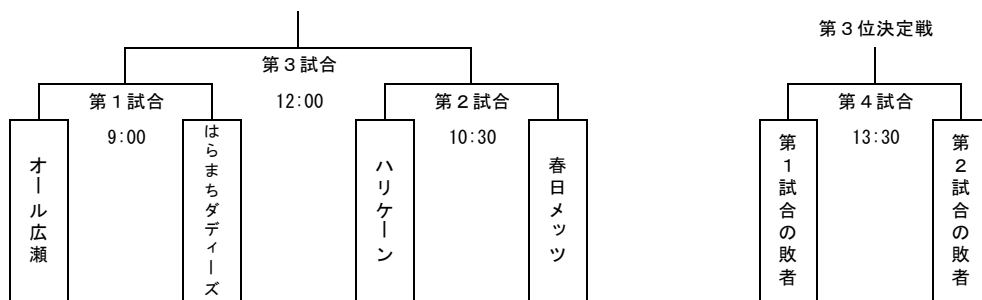 第３位決定戦
第３試合
12:00
第１試合
9:00
第２試合
10:30
第４試合
13:30
オール広瀬
はらまちダディーズ
ハリケーン
春日メッツ
第１試合の敗者
第２試合の敗者